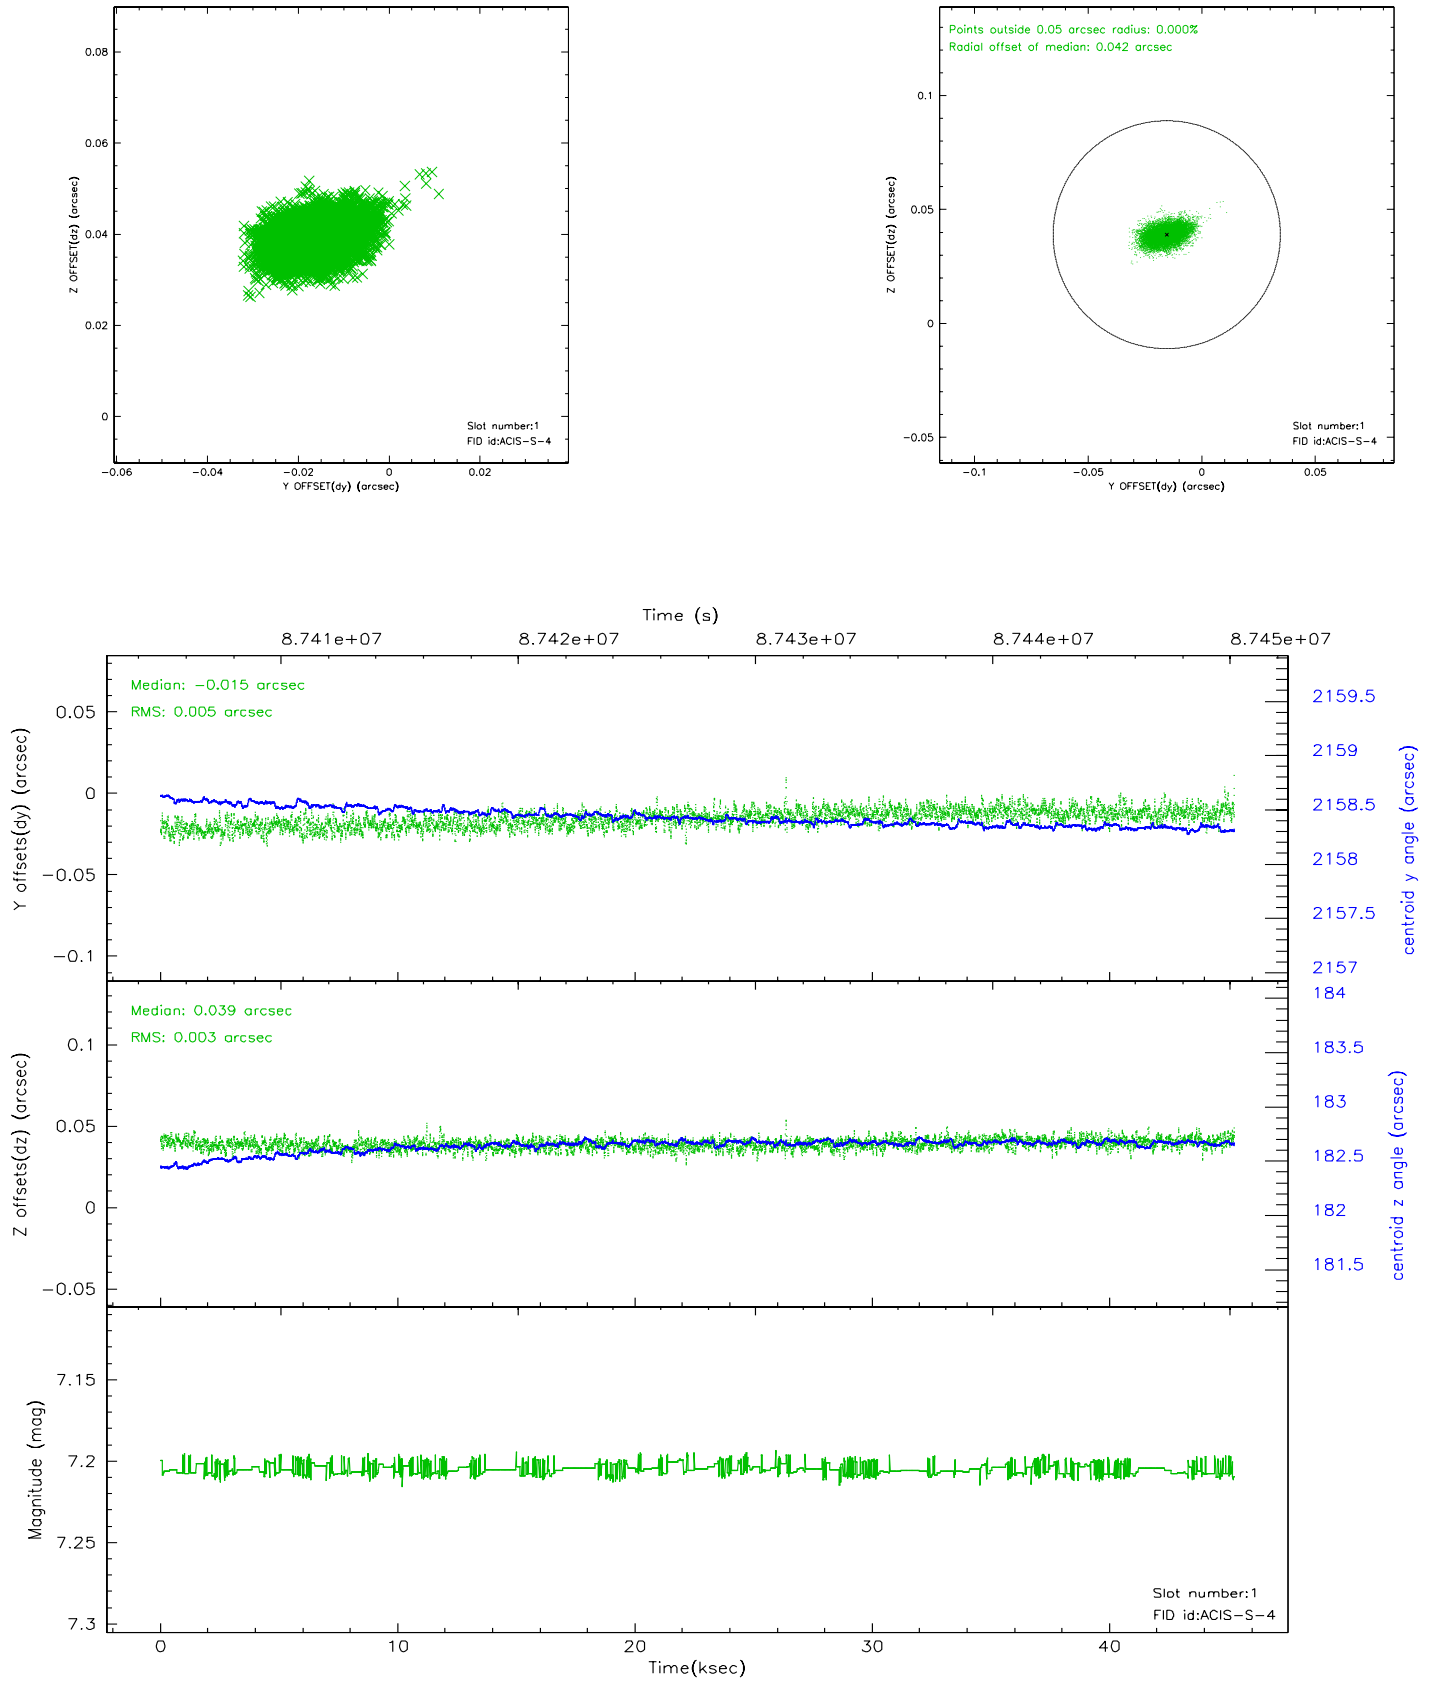 0.08
0.06
0.04
0.02
0
Z OFFSET(dz) (arcsec)
Slot number:1
FID id:ACIS-S-4
-0.06 -0.04 -0.02 0 0.02
Y OFFSET(dy) (arcsec)
Points outside 0.05 arcsec radius: 0.000%
Radial offset of median: 0.042 arcsec
0.1
0.05
0
-0.05
Z OFFSET(dz) (arcsec)
Slot number:1
FID id:ACIS-S-4
-0.1 -0.05 0 0.05
Y OFFSET(dy) (arcsec)
Time (s)
8.741e+07 8.742e+07 8.743e+07 8.744e+07 8.745e+07
Median: -0.015 arcsec
RMS: 0.005 arcsec
0.05
0
-0.05
-0.1
Y offsets(dy) (arcsec)
2159.5
2159
2158.5
2158
2157.5
2157
centroid y angle (arcsec)
Median: 0.039 arcsec
RMS: 0.003 arcsec
0.1
0.05
0
-0.05
Z offsets(dz) (arcsec)
184
183.5
183
182.5
182
181.5
centroid z angle (arcsec)
7.15
7.2
7.25
7.3
Magnitude (mag)
Slot number:1
FID id:ACIS-S-4
0 10 20 30 40
Time(ksec)